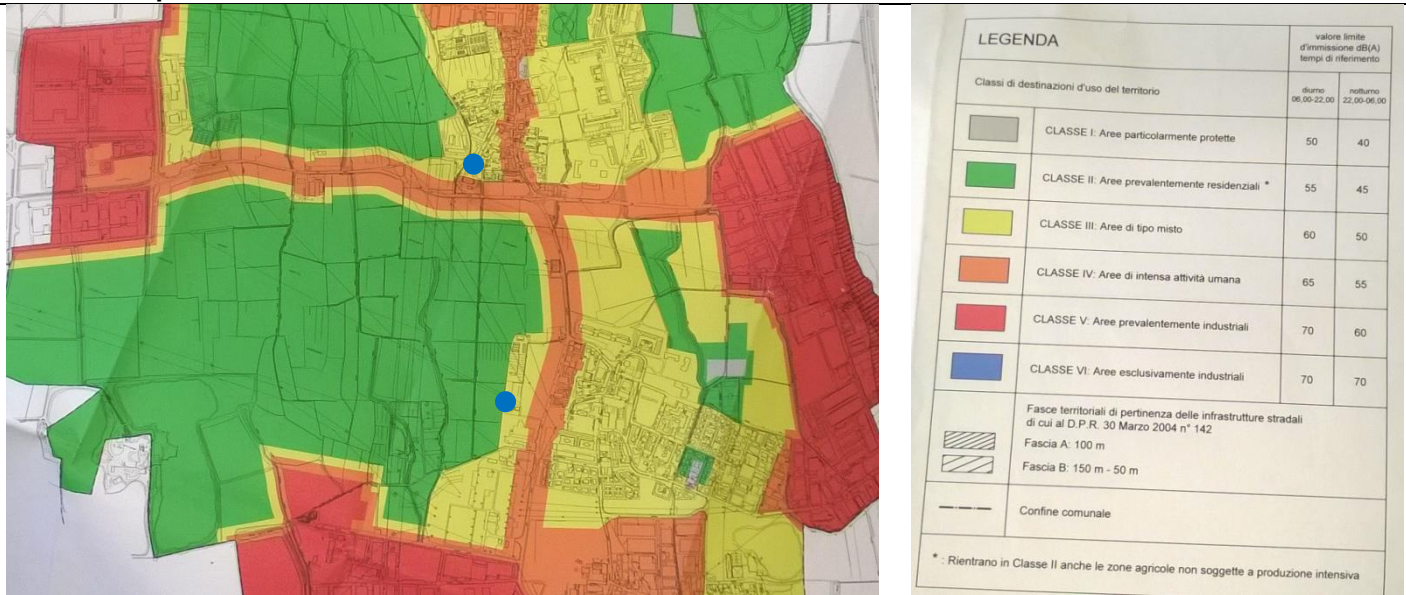 LEGENDA
valore limite
d'immissione dB(A)
tempi di riferimento
Classi di destinazioni d'uso del territorio
diurno
06,00-22,00
notturno
22,00-06,00
CLASSE I: Aree particolarmente protette
50
40
CLASSE II: Aree prevalentemente residenziali *
55
45
CLASSE III: Aree di tipo misto
60
50
CLASSE IV: Aree di intensa attività umana
65
55
CLASSE V: Aree prevalentemente industriali
70
60
CLASSE VI: Aree esclusivamente industriali
70
70
Fasce territoriali di pertinenza delle infrastrutture stradali
di cui al D.P.R. 30 Marzo 2004 n° 142
Fascia A: 100 m
Fascia B: 150 m - 50 m
Confine comunale
* : Rientrano in Classe II anche le zone agricole non soggette a produzione intensiva